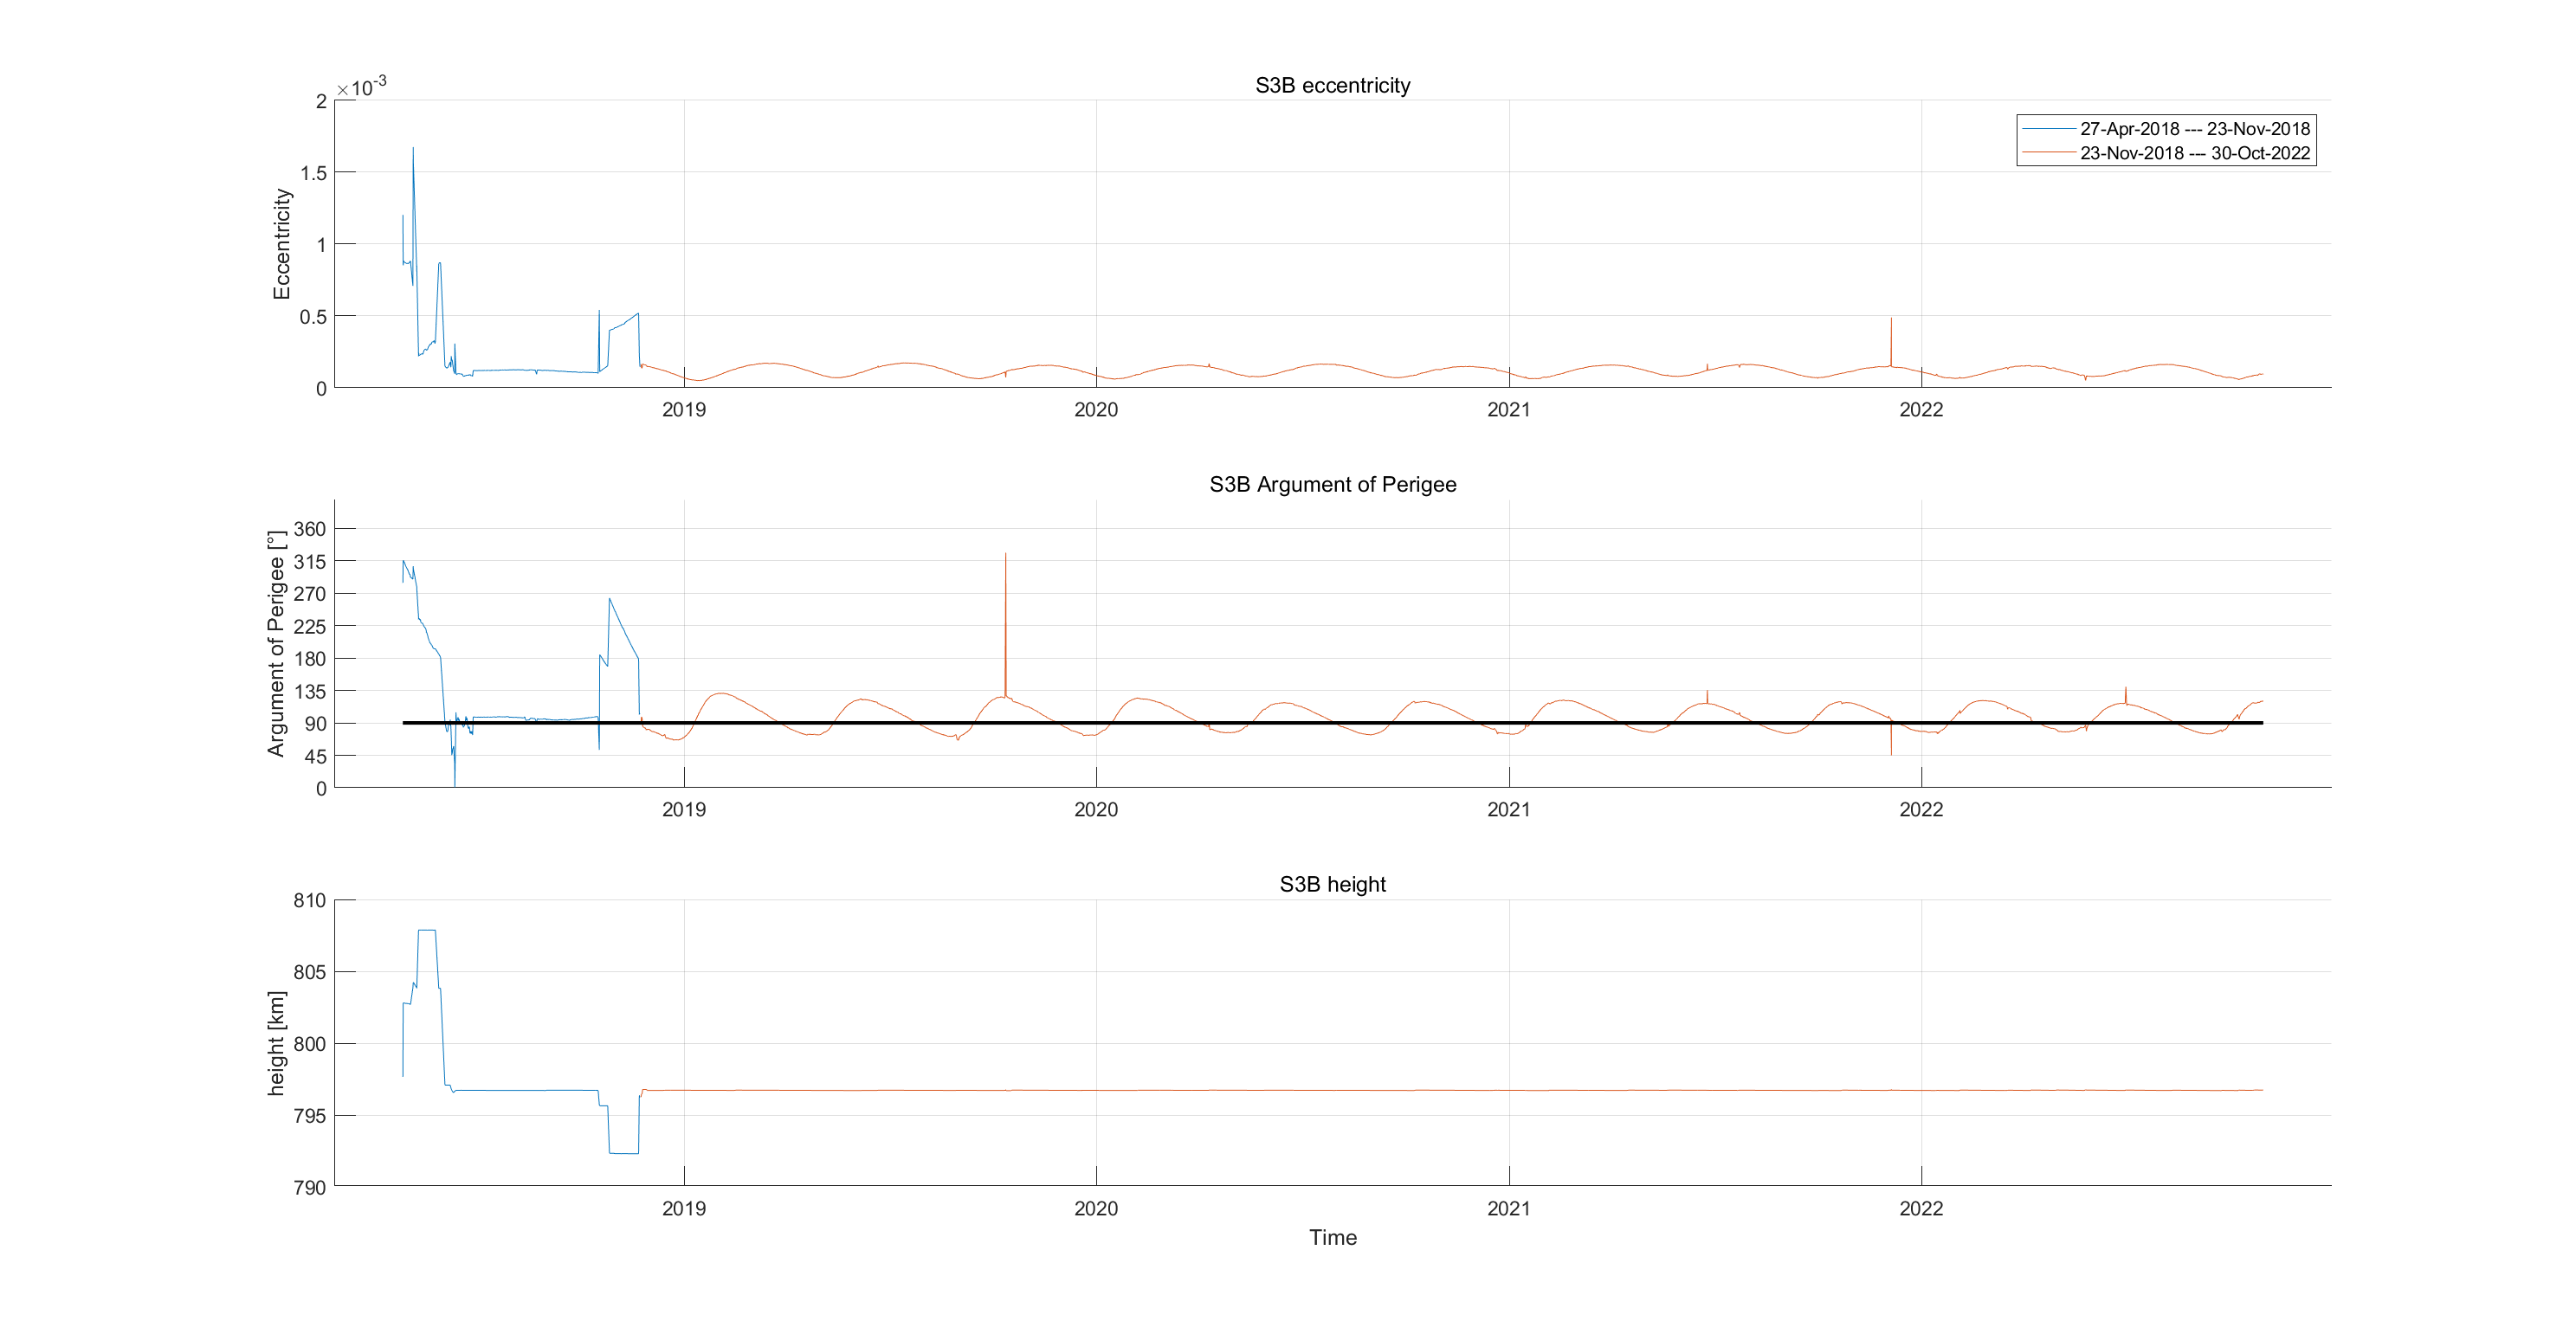 S3B eccentricity
×10-3
2
1.5
1
0.5
0
Eccentricity
27-Apr-2018 --- 23-Nov-2018
23-Nov-2018 --- 30-Oct-2022
2019 2020 2021 2022
S3B Argument of Perigee
360
315
270
225
180
135
90
45
0
Argument of Perigee [°]
2019 2020 2021 2022
S3B height
810
805
800
795
790
height [km]
2019 2020 2021 2022
Time